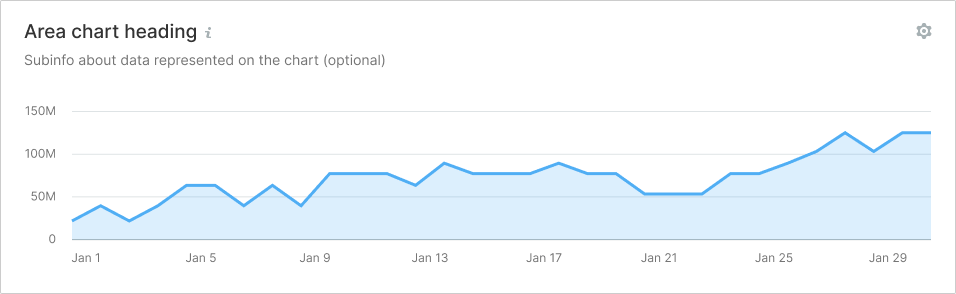 Area chart heading i
Subinfo about data represented on the chart (optional)
150M
100M
50M
0
Jan 1 Jan 5 Jan 9 Jan 13 Jan 17 Jan 21 Jan 25 Jan 29